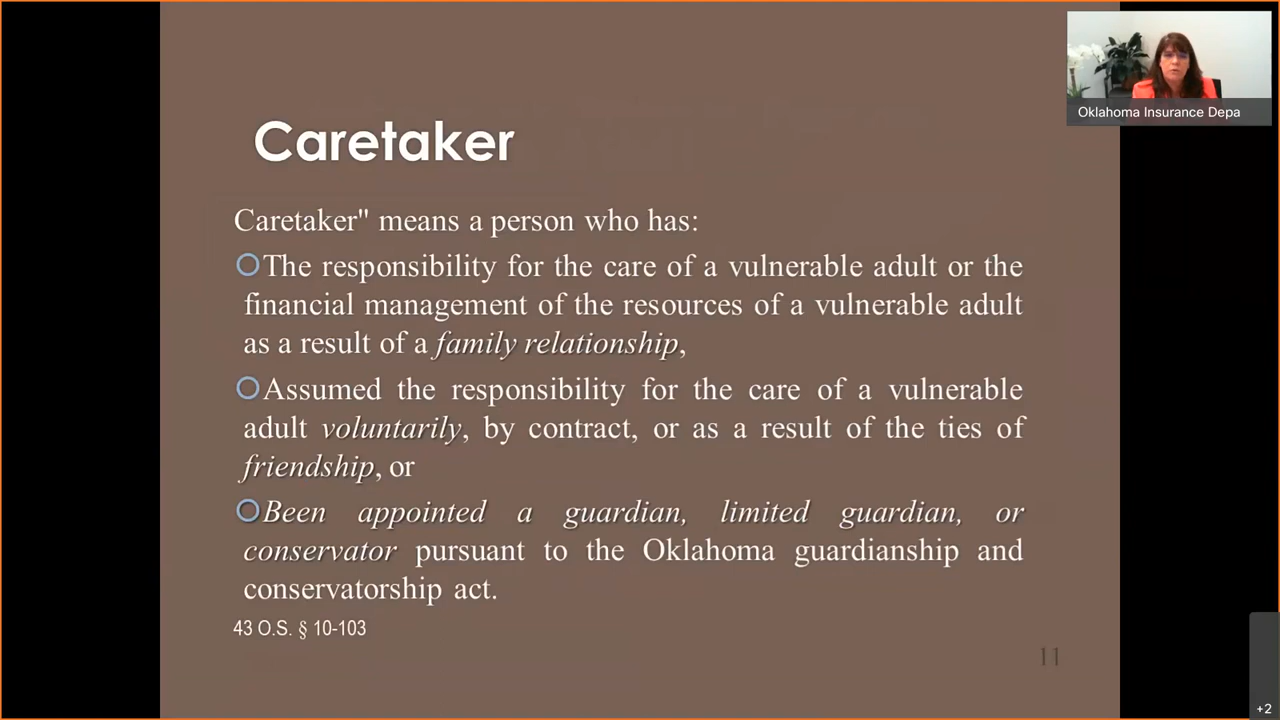 Oklahoma Insurance Depa
Caretaker
Caretaker" means a person who has:
The responsibility for the care of a vulnerable adult or the
financial management of the resources of a vulnerable adult
as a result of a family relationship,
Assumed the responsibility for the care of a vulnerable
adult voluntarily, by contract, or as a result of the ties of
friendship, or
Been appointed a guardian, limited guardian, or
conservator pursuant to the Oklahoma guardianship and
conservatorship act.
43 O.S. § 10-103
11
+2